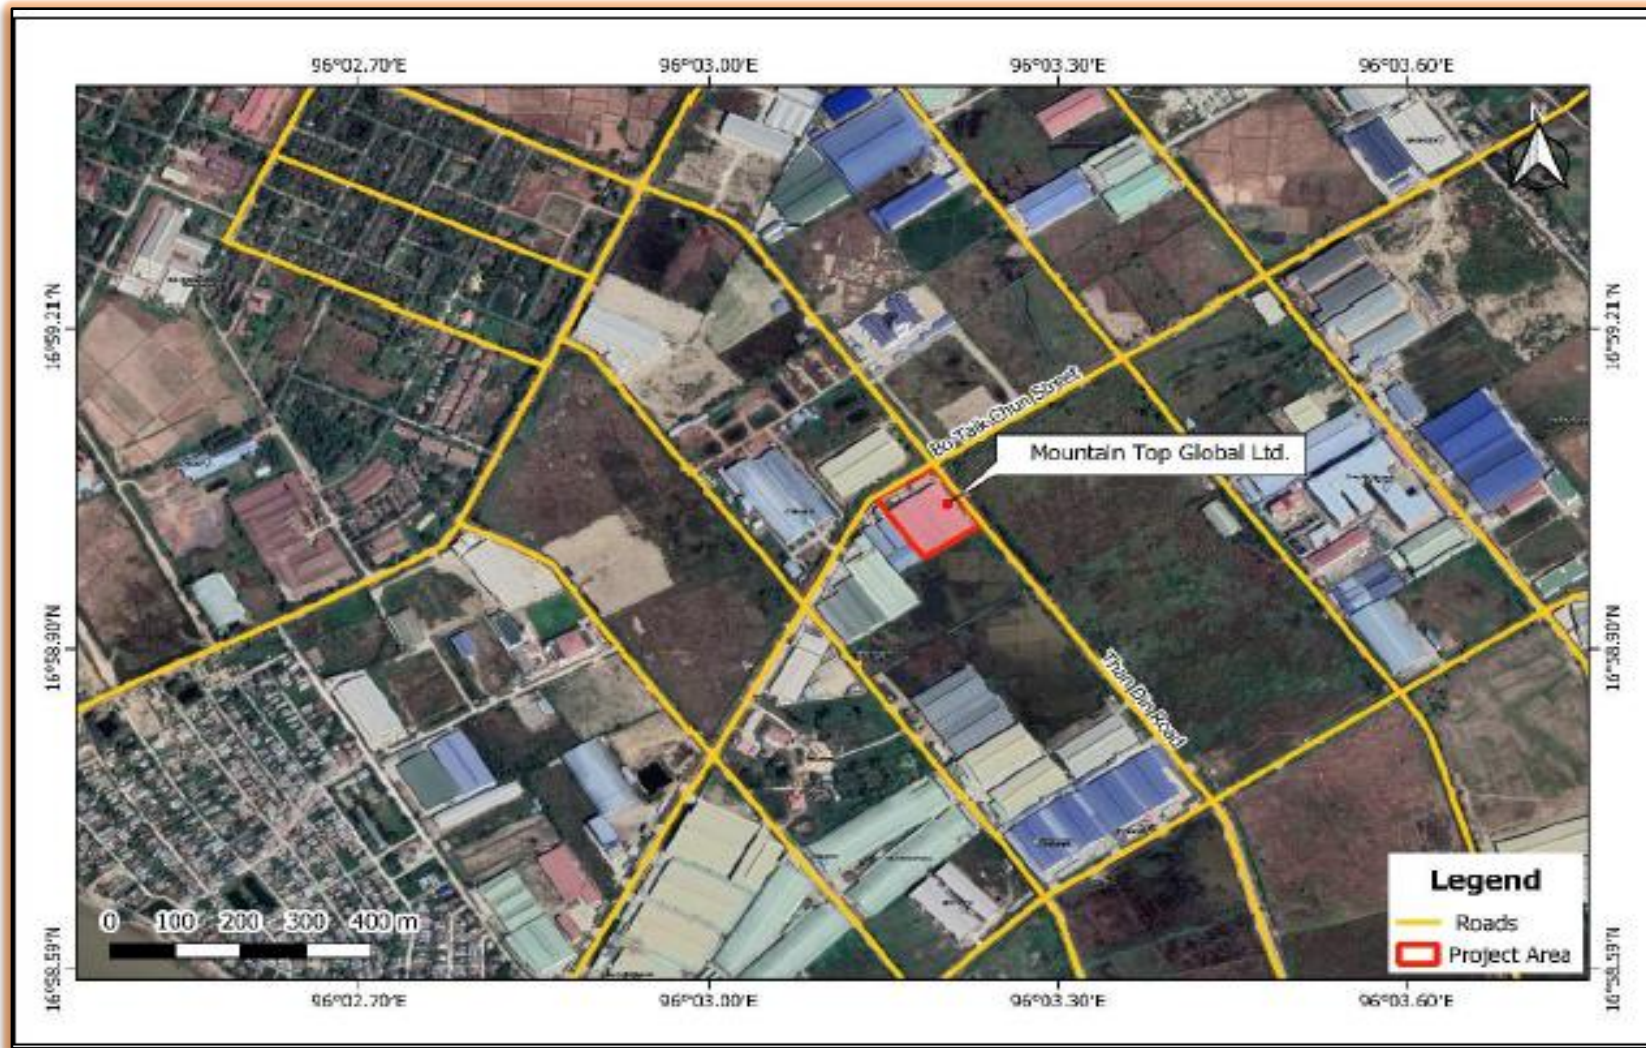 96°02.70'E 96°03.00'E 96°03.30'E 96°03.60'E
N
16°59.21'N
16°59.21'N
Bo Taik Chun Street
Mountain Top Global Ltd.
16°58.90'N
16°58.90'N
Than Din Road
Legend
Roads
Project Area
0 100 200 300 400 m
16°58.59'N
16°58.59'N
96°02.70'E 96°03.00'E 96°03.30'E 96°03.60'E